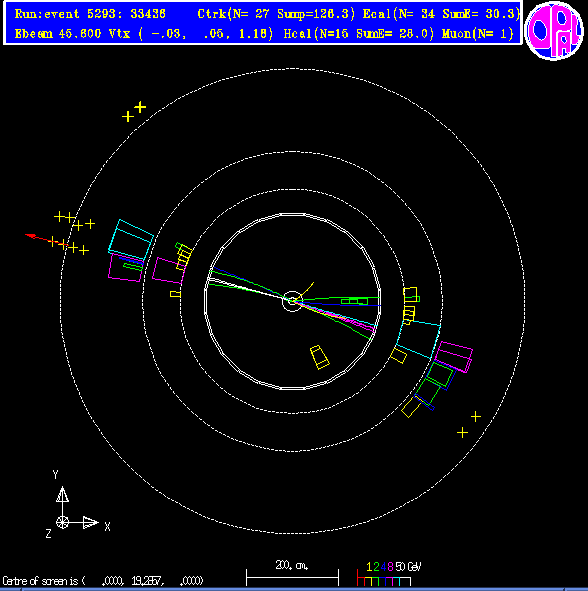 Run:event 5293: 33436 Ctrk(N= 27 Sump=126.3) Ecal(N= 34 SumE= 30.3)
Ebeam 45.600 Vtx ( -.03, .05, 1.18) Hcal(N=15 SumE= 28.0) Muon(N= 1)
OPAL
Y
X
Z
200. cm.
1 2 4 8 50 GeV
Centre of screen is ( .0000, 19.2857, .0000)